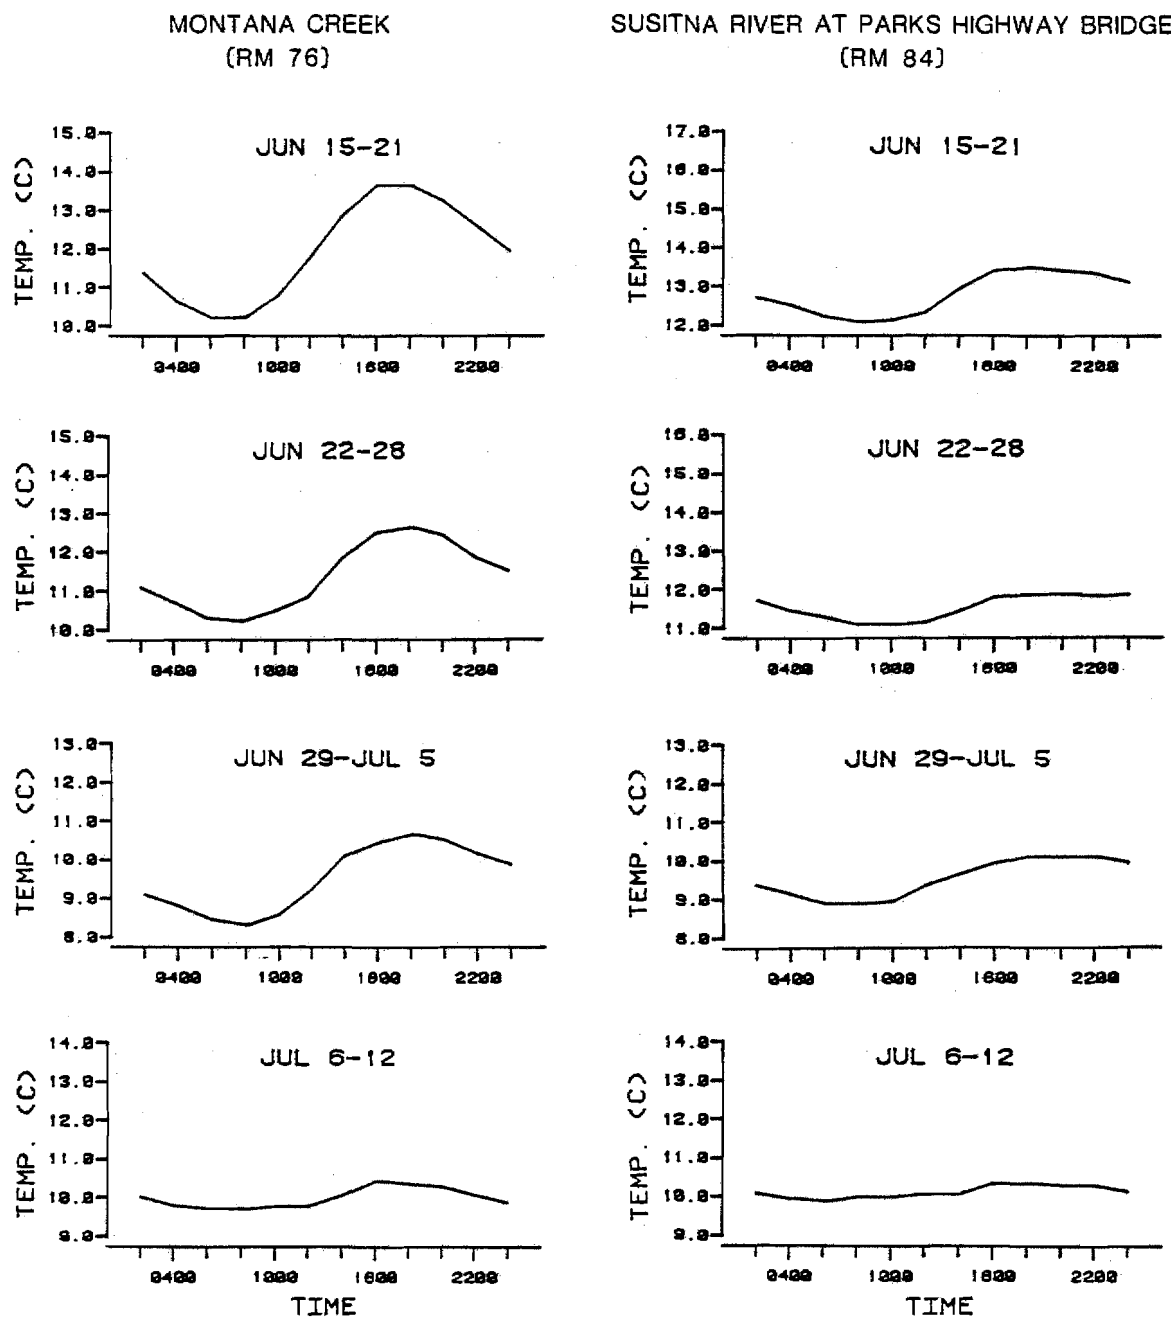 MONTANA CREEK
(RM 76)
SUSITNA RIVER AT PARKS HIGHWAY BRIDGE
(RM 84)
JUN 15-21
TEMP. (C)
15.0
14.0
13.0
12.0
11.0
10.0
0400 1000 1600 2200
JUN 15-21
TEMP. (C)
17.0
16.0
15.0
14.0
13.0
12.0
0400 1000 1600 2200
JUN 22-28
TEMP. (C)
15.0
14.0
13.0
12.0
11.0
10.0
0400 1000 1600 2200
JUN 22-28
TEMP. (C)
16.0
15.0
14.0
13.0
12.0
11.0
0400 1000 1600 2200
JUN 29-JUL 5
TEMP. (C)
13.0
12.0
11.0
10.0
9.0
8.0
0400 1000 1600 2200
JUN 29-JUL 5
TEMP. (C)
13.0
12.0
11.0
10.0
9.0
8.0
0400 1000 1600 2200
JUL 6-12
TEMP. (C)
14.0
13.0
12.0
11.0
10.0
9.0
0400 1000 1600 2200
TIME
JUL 6-12
TEMP. (C)
14.0
13.0
12.0
11.0
10.0
9.0
0400 1000 1600 2200
TIME